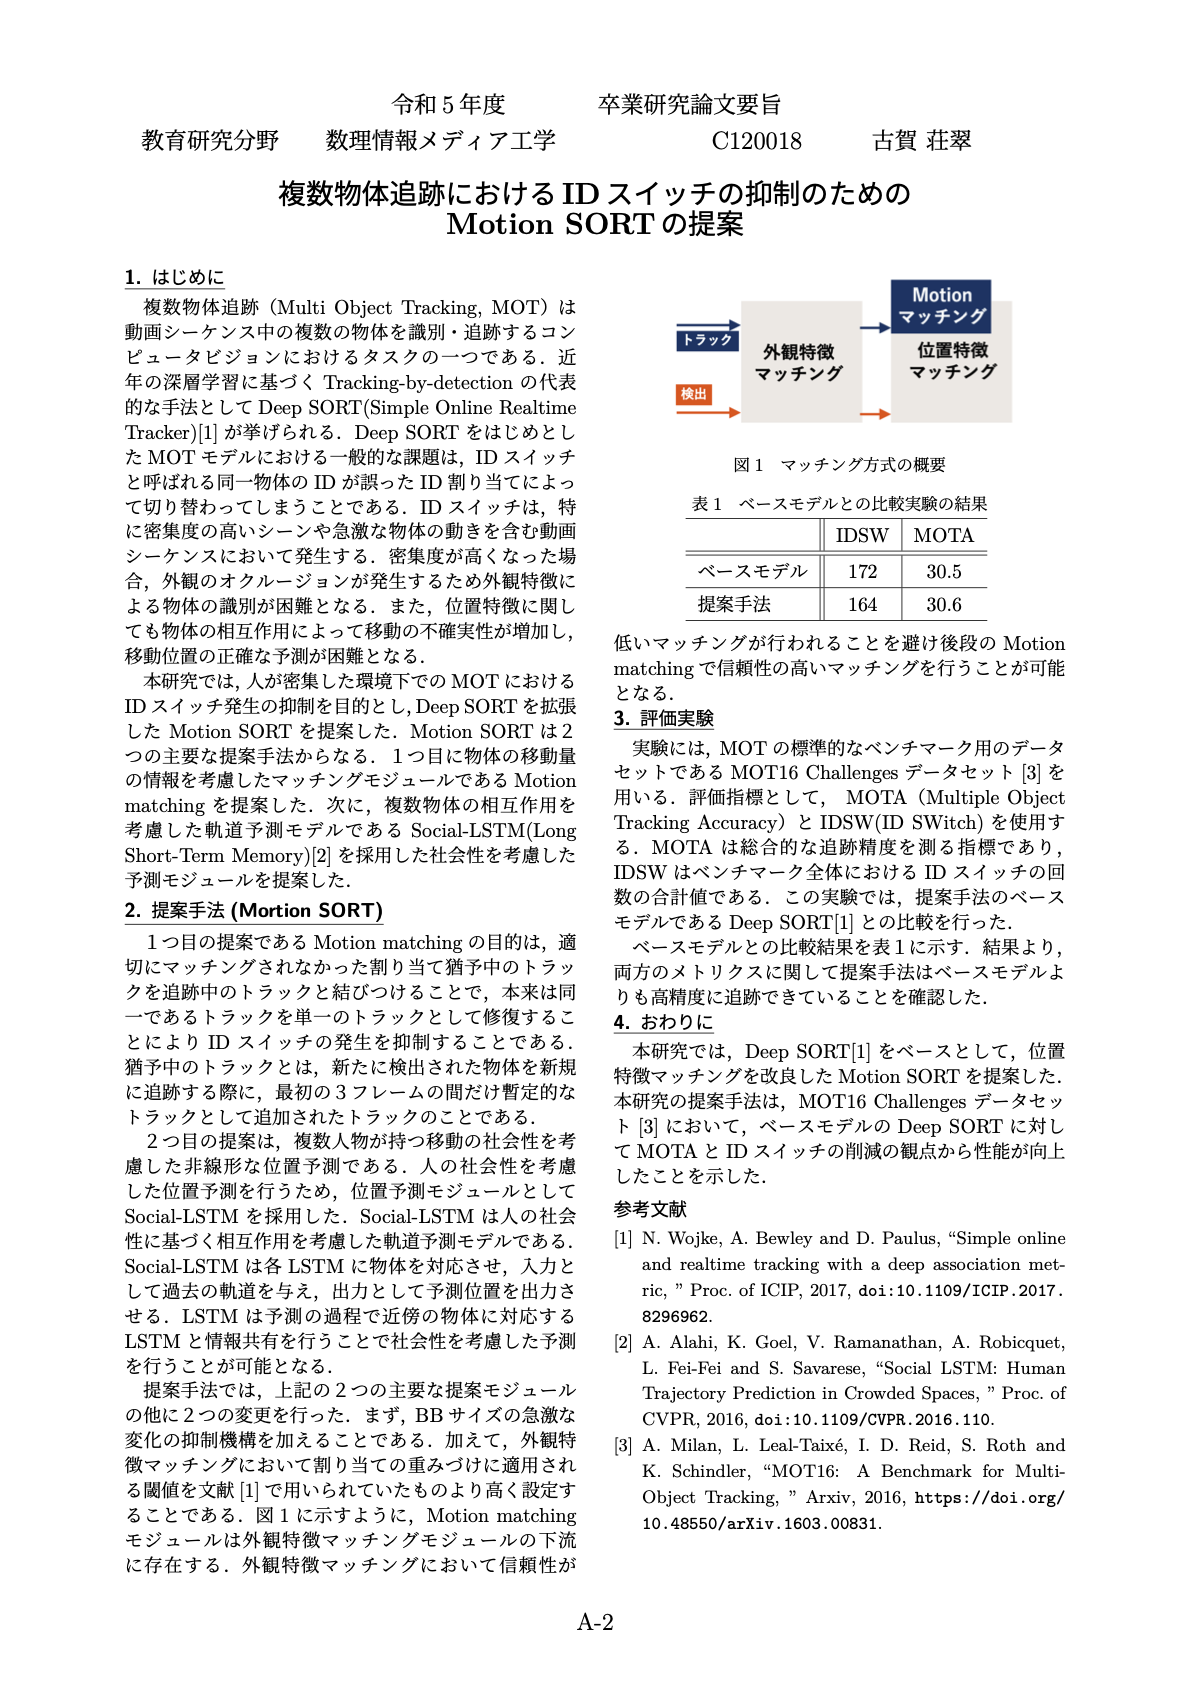 令和5年度　卒業研究論文要旨
教育研究分野　数理情報メディア工学　C120018　古賀 荘翠
複数物体追跡における ID スイッチの抑制のための
Motion SORT の提案
1. はじめに
複数物体追跡（Multi Object Tracking, MOT）は
動画シーケンス中の複数の物体を識別・追跡するコン
ピュータビジョンにおけるタスクの一つである．近
年の深層学習に基づく Tracking-by-detection の代表
的な手法として Deep SORT(Simple Online Realtime
Tracker)[1] が挙げられる．Deep SORT をはじめとし
た MOT モデルにおける一般的な課題は，ID スイッチ
と呼ばれる同一物体の ID が誤った ID 割り当てによっ
て切り替わってしまうことである．ID スイッチは，特
に密集度の高いシーンや急激な物体の動きを含む動画
シーケンスにおいて発生する．密集度が高くなった場
合，外観のオクルージョンが発生するため外観特徴に
よる物体の識別が困難となる．また，位置特徴に関し
ても物体の相互作用によって移動の不確実性が増加し，
移動位置の正確な予測が困難となる．
本研究では，人が密集した環境下での MOT における
ID スイッチ発生の抑制を目的とし，Deep SORT を拡張
した Motion SORT を提案した．Motion SORT は２
つの主要な提案手法からなる．１つ目に物体の移動量
の情報を考慮したマッチングモジュールである Motion
matching を提案した．次に，複数物体の相互作用を
考慮した軌道予測モデルである Social-LSTM(Long
Short-Term Memory)[2] を採用した社会性を考慮した
予測モジュールを提案した．
2. 提案手法 (Mortion SORT)
１つ目の提案である Motion matching の目的は，適
切にマッチングされなかった割り当て猶予中のトラッ
クを追跡中のトラックと結びつけることで，本来は同
一であるトラックを単一のトラックとして修復するこ
とにより ID スイッチの発生を抑制することである．
猶予中のトラックとは，新たに検出された物体を新規
に追跡する際に，最初の３フレームの間だけ暫定的な
トラックとして追加されたトラックのことである．
２つ目の提案は，複数人物が持つ移動の社会性を考
慮した非線形な位置予測である．人の社会性を考慮
した位置予測を行うため，位置予測モジュールとして
Social-LSTM を採用した．Social-LSTM は人の社会
性に基づく相互作用を考慮した軌道予測モデルである．
Social-LSTM は各 LSTM に物体を対応させ，入力と
して過去の軌道を与え，出力として予測位置を出力さ
せる．LSTM は予測の過程で近傍の物体に対応する
LSTM と情報共有を行うことで社会性を考慮した予測
を行うことが可能となる．
提案手法では，上記の２つの主要な提案モジュール
の他に２つの変更を行った．まず，BB サイズの急激な
変化の抑制機構を加えることである．加えて，外観特
徴マッチングにおいて割り当ての重みづけに適用され
る閾値を文献 [1] で用いられていたものより高く設定す
ることである．図１に示すように，Motion matching
モジュールは外観特徴マッチングモジュールの下流
に存在する．外観特徴マッチングにおいて信頼性が
トラック
検出
外観特徴
マッチング
Motion
マッチング
位置特徴
マッチング
図１　マッチング方式の概要
表１　ベースモデルとの比較実験の結果
IDSW　MOTA
ベースモデル　172　30.5
提案手法　164　30.6
低いマッチングが行われることを避け後段の Motion
matching で信頼性の高いマッチングを行うことが可能
となる．
3. 評価実験
実験には，MOT の標準的なベンチマーク用のデータ
セットである MOT16 Challenges データセット [3] を
用いる．評価指標として， MOTA（Multiple Object
Tracking Accuracy）と IDSW(ID SWitch) を使用す
る．MOTA は総合的な追跡精度を測る指標であり，
IDSW はベンチマーク全体における ID スイッチの回
数の合計値である．この実験では，提案手法のベース
モデルである Deep SORT[1] との比較を行った．
ベースモデルとの比較結果を表１に示す．結果より，
両方のメトリクスに関して提案手法はベースモデルよ
りも高精度に追跡できていることを確認した．
4. おわりに
本研究では，Deep SORT[1] をベースとして，位置
特徴マッチングを改良した Motion SORT を提案した．
本研究の提案手法は，MOT16 Challenges データセッ
ト [3] において，ベースモデルの Deep SORT に対し
て MOTA と ID スイッチの削減の観点から性能が向上
したことを示した．
参考文献
[1] N. Wojke, A. Bewley and D. Paulus, “Simple online
and realtime tracking with a deep association met-
ric, ” Proc. of ICIP, 2017, doi:10.1109/ICIP.2017.
8296962.
[2] A. Alahi, K. Goel, V. Ramanathan, A. Robicquet,
L. Fei-Fei and S. Savarese, “Social LSTM: Human
Trajectory Prediction in Crowded Spaces, ” Proc. of
CVPR, 2016, doi:10.1109/CVPR.2016.110.
[3] A. Milan, L. Leal-Taixé, I. D. Reid, S. Roth and
K. Schindler, “MOT16: A Benchmark for Multi-
Object Tracking, ” Arxiv, 2016, https://doi.org/
10.48550/arXiv.1603.00831.
A-2